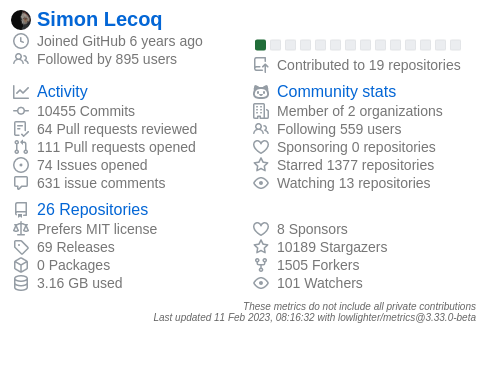 Simon Lecoq
Joined GitHub 6 years ago
Followed by 895 users
Contributed to 19 repositories
Activity
10455 Commits
64 Pull requests reviewed
111 Pull requests opened
74 Issues opened
631 issue comments
Community stats
Member of 2 organizations
Following 559 users
Sponsoring 0 repositories
Starred 1377 repositories
Watching 13 repositories
26 Repositories
Prefers MIT license
69 Releases
0 Packages
3.16 GB used
8 Sponsors
10189 Stargazers
1505 Forkers
101 Watchers
These metrics do not include all private contributions
Last updated 11 Feb 2023, 08:16:32 with lowlighter/metrics@3.33.0-beta